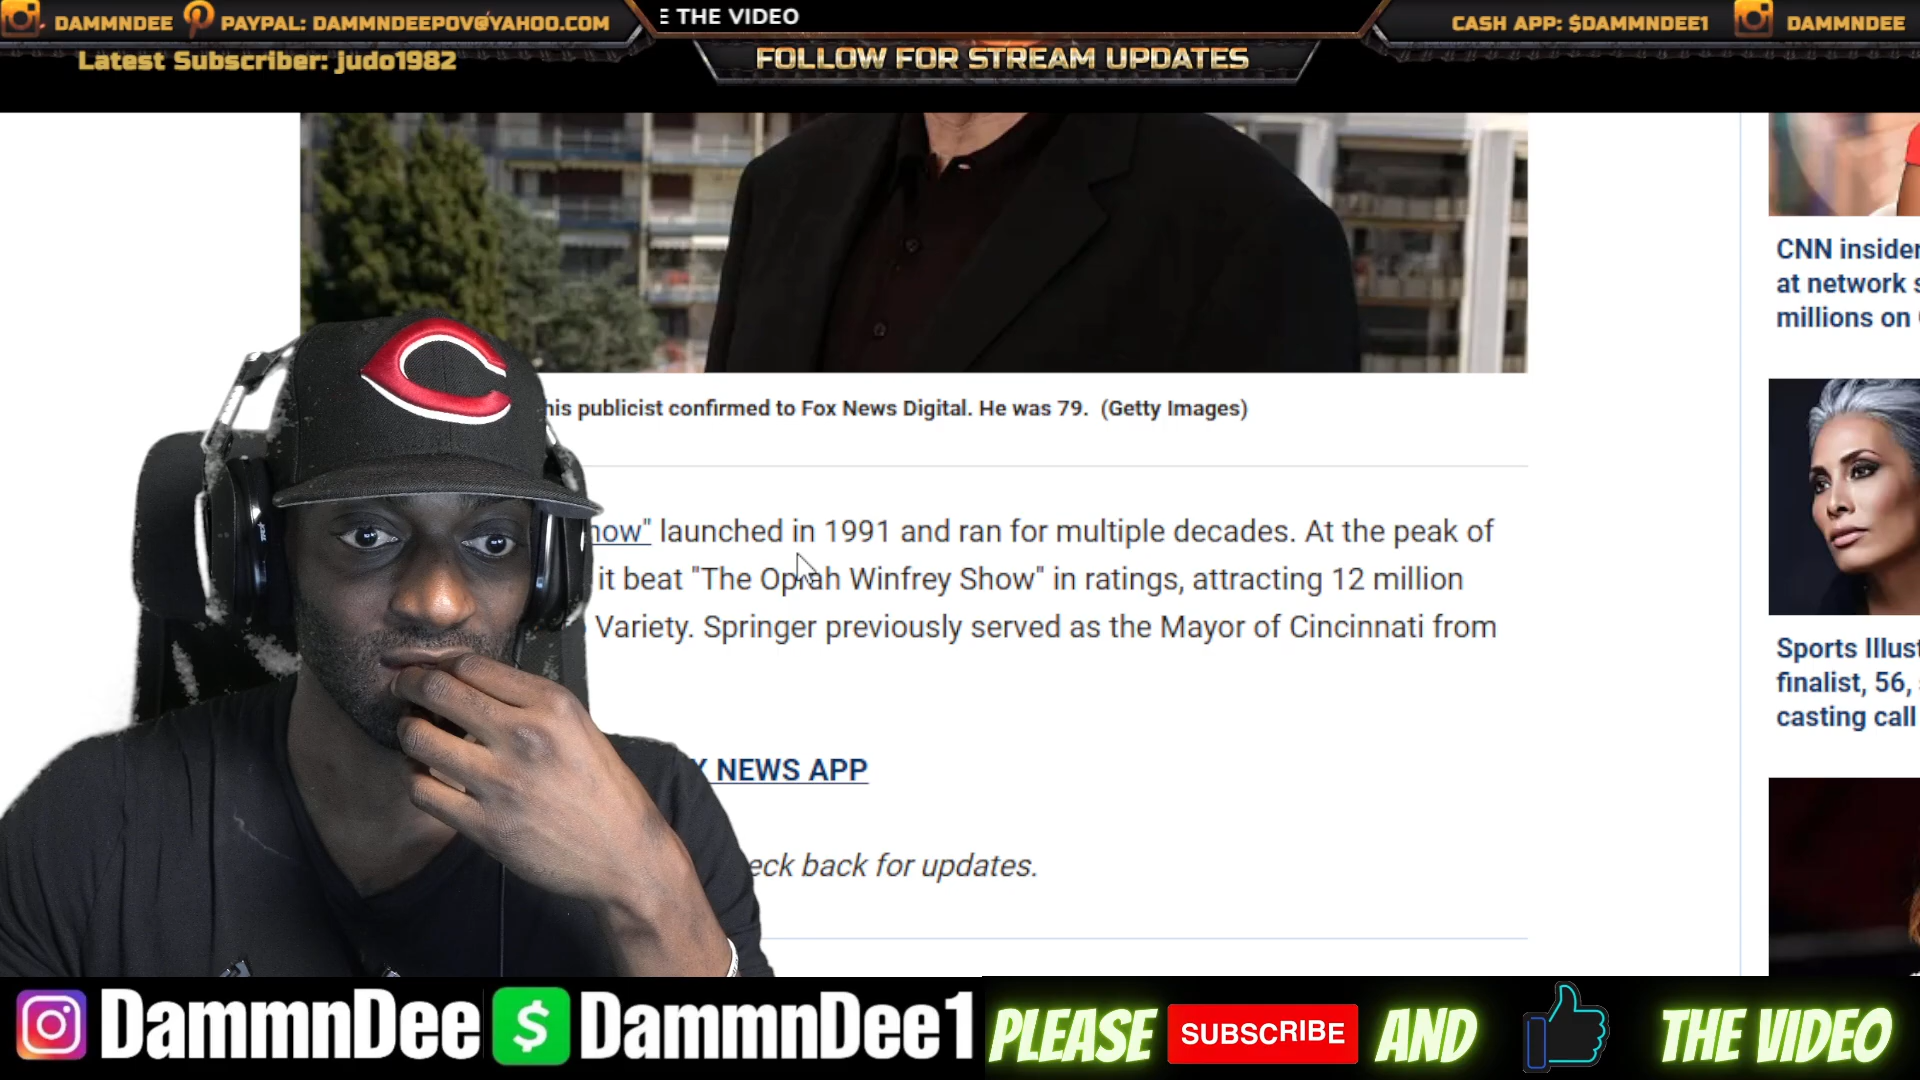 E THE VIDEO
DAMMNDEE PAYPAL: DAMMNDEEPOV@YAHOO.COM
CASH APP: $DAMMNDEE1 DAMMNDEE
Latest Subscriber: judo1982
FOLLOW FOR STREAM UPDATES
his publicist confirmed to Fox News Digital. He was 79. (Getty Images)
how" launched in 1991 and ran for multiple decades. At the peak of
it beat "The Oprah Winfrey Show" in ratings, attracting 12 million
Variety. Springer previously served as the Mayor of Cincinnati from
X NEWS APP
eck back for updates.
CNN insider
at network s
millions on
Sports Illust
finalist, 56,
casting call
C
DammnDee $ DammnDee1 PLEASE SUBSCRIBE AND THE VIDEO